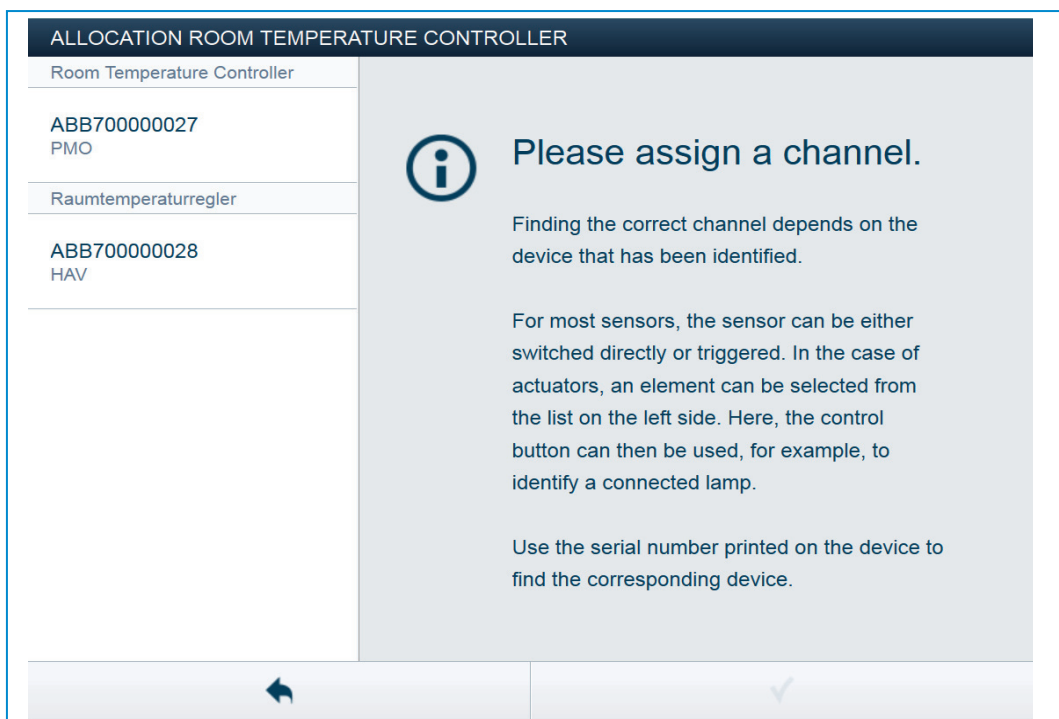 ALLOCATION ROOM TEMPERATURE CONTROLLER
Room Temperature Controller
ABB700000027
PMO
Raumtemperaturregler
ABB700000028
HAV
Please assign a channel.
Finding the correct channel depends on the
device that has been identified.
For most sensors, the sensor can be either
switched directly or triggered. In the case of
actuators, an element can be selected from
the list on the left side. Here, the control
button can then be used, for example, to
identify a connected lamp.
Use the serial number printed on the device to
find the corresponding device.